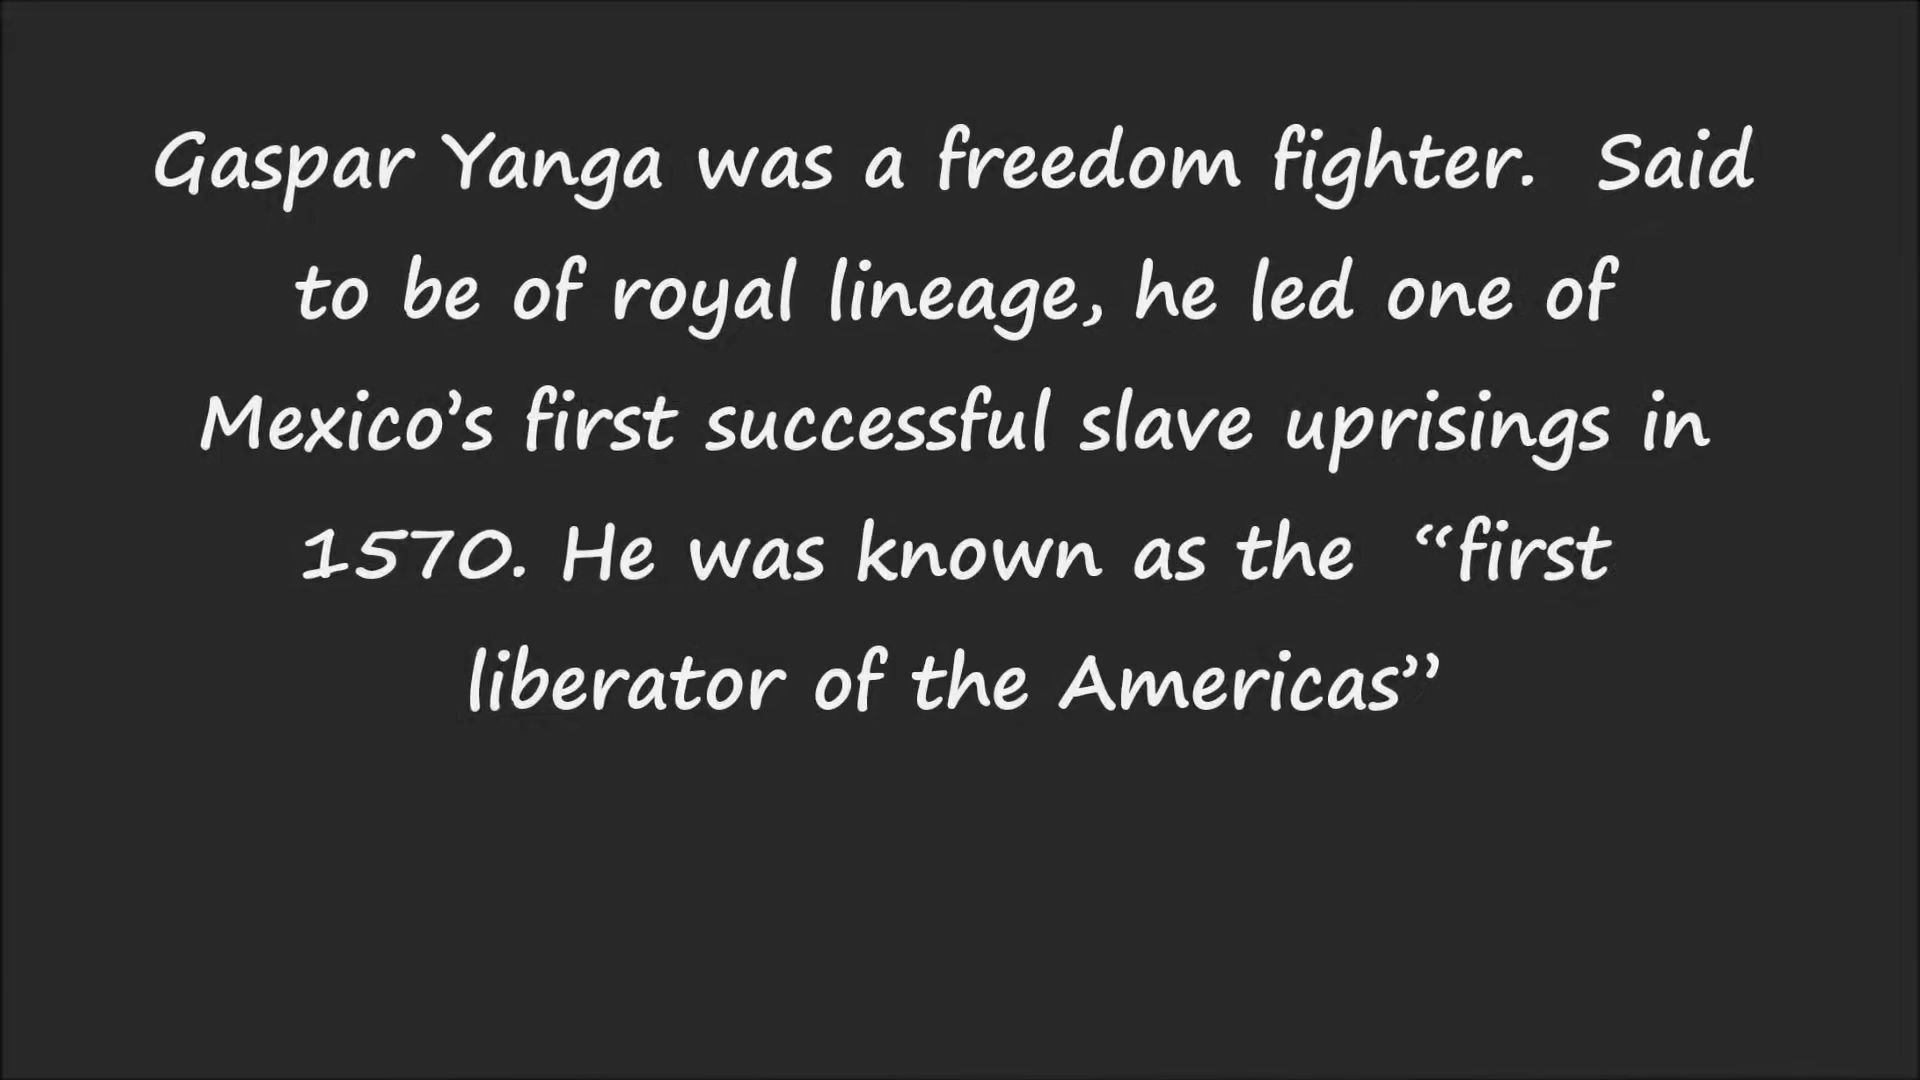 Gaspar Yanga was a freedom fighter.  Said
to be of royal lineage, he led one of
Mexico’s first successful slave uprisings in
1570. He was known as the  “first
liberator of the Americas”